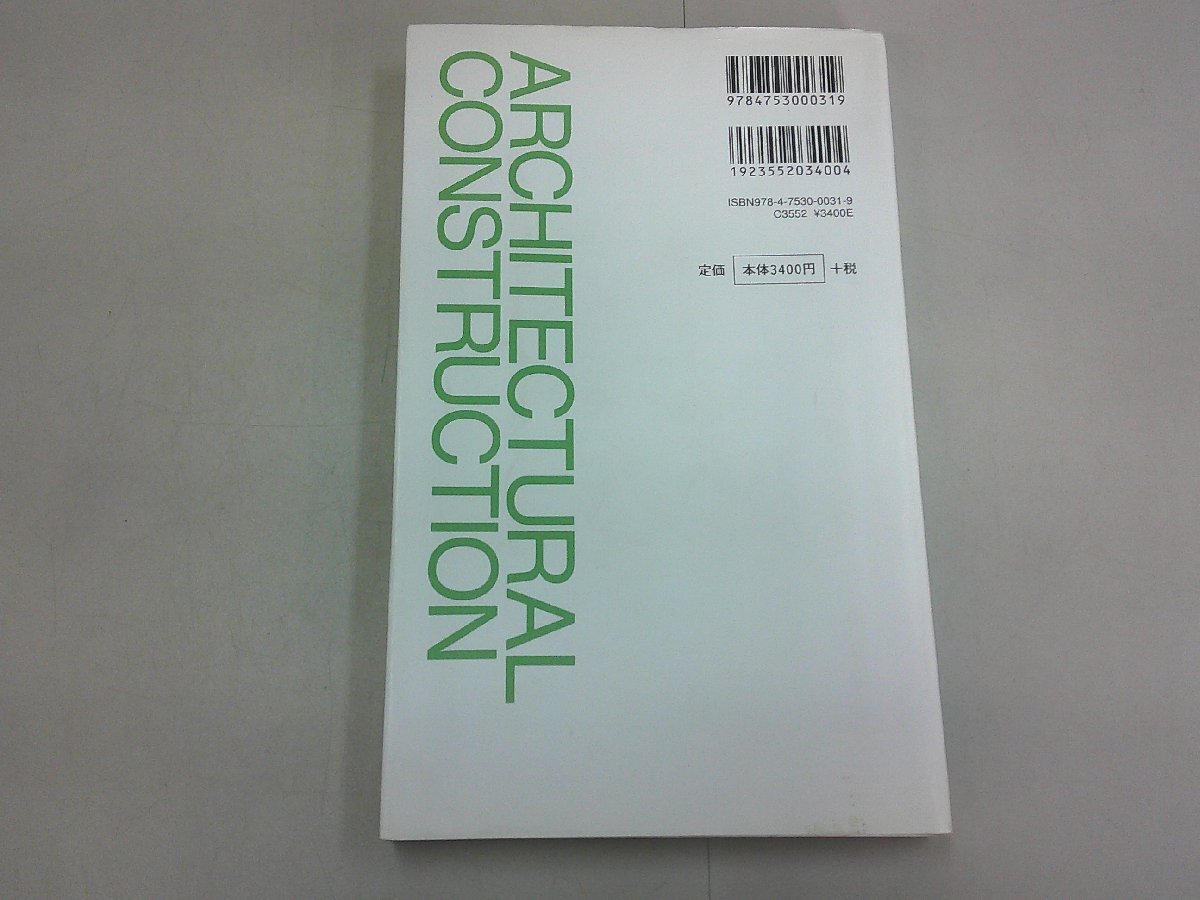 ARCHITECTURAL
CONSTRUCTION
9784753000319
1923552034004
ISBN978-4-7530-0031-9
C3552 ¥3400E
定価 本体3400円 +税